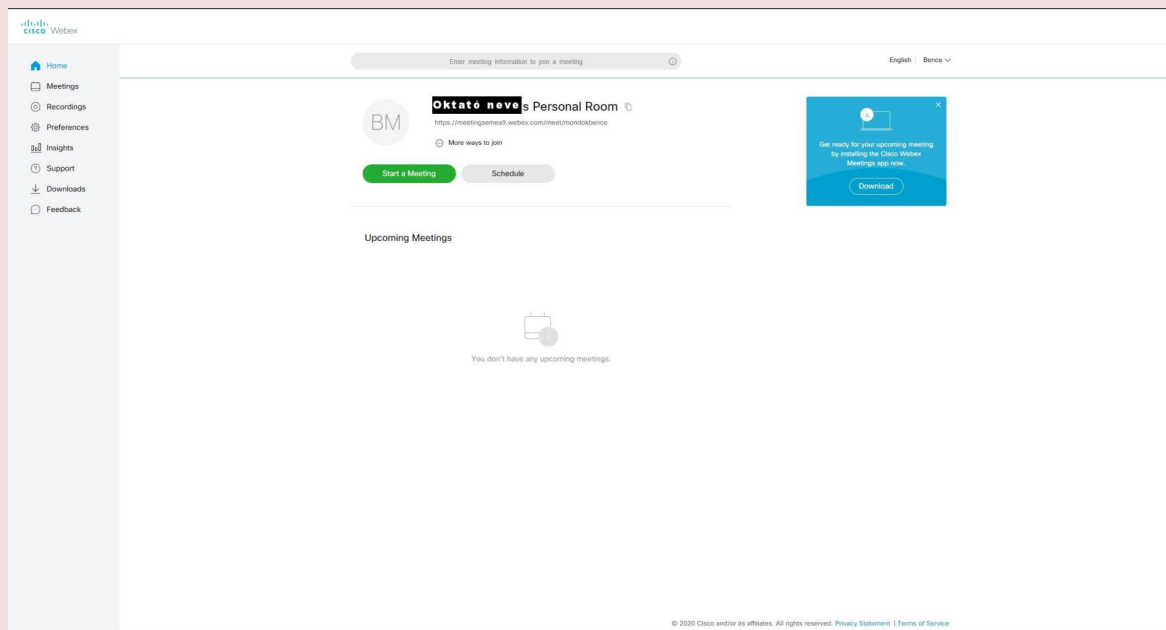 CISCO Webex
Home
Meetings
Recordings
Preferences
Insights
Support
Downloads
Feedback
Enter meeting information to join a meeting
English
Bence
BM
Oktató neve s Personal Room
https://meetingsemea9.webex.com/meet/mondokbence
More ways to join
Start a Meeting
Schedule
Get ready for your upcoming meeting
by installing the Cisco Webex
Meetings app now.
Download
Upcoming Meetings
You don't have any upcoming meetings.
© 2020 Cisco and/or its affiliates. All rights reserved. Privacy Statement | Terms of Service